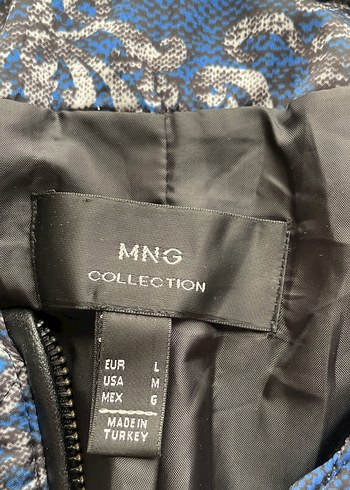 MNG
COLLECTION
EUR L
USA M
MEX G
MADE IN
TURKEY